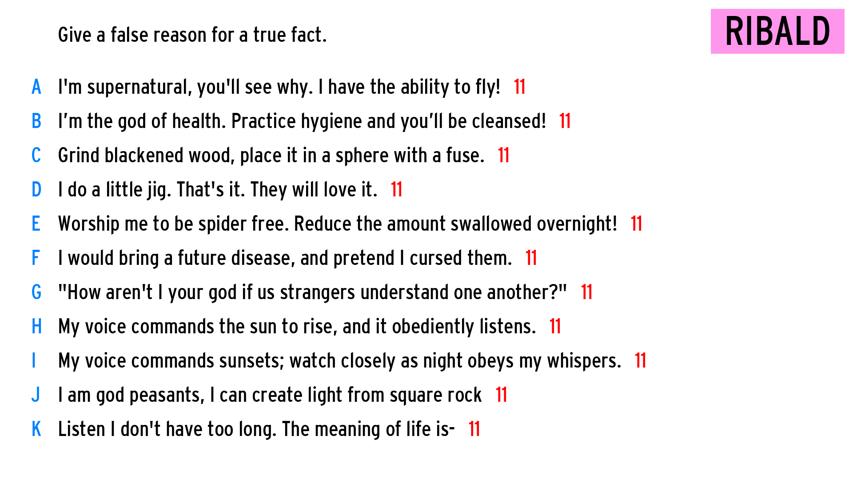 Give a false reason for a true fact.
RIBALD
A I'm supernatural, you'll see why. I have the ability to fly! 11
B I’m the god of health. Practice hygiene and you’ll be cleansed! 11
C Grind blackened wood, place it in a sphere with a fuse. 11
D I do a little jig. That's it. They will love it. 11
E Worship me to be spider free. Reduce the amount swallowed overnight! 11
F I would bring a future disease, and pretend I cursed them. 11
G "How aren't I your god if us strangers understand one another?" 11
H My voice commands the sun to rise, and it obediently listens. 11
I My voice commands sunsets; watch closely as night obeys my whispers. 11
J I am god peasants, I can create light from square rock 11
K Listen I don't have too long. The meaning of life is- 11